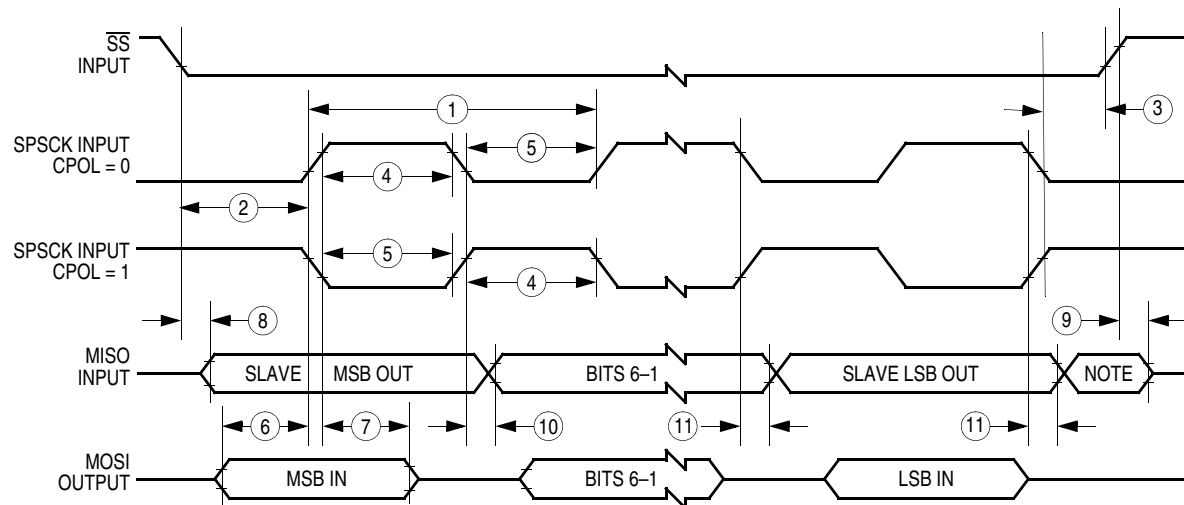 SS
INPUT
1
3
SPSCK INPUT
CPOL = 0
5
4
2
SPSCK INPUT
CPOL = 1
5
4
8
9
MISO
INPUT
SLAVE MSB OUT
BITS 6–1
SLAVE LSB OUT
NOTE
6
7
10
11
11
MOSI
OUTPUT
MSB IN
BITS 6–1
LSB IN